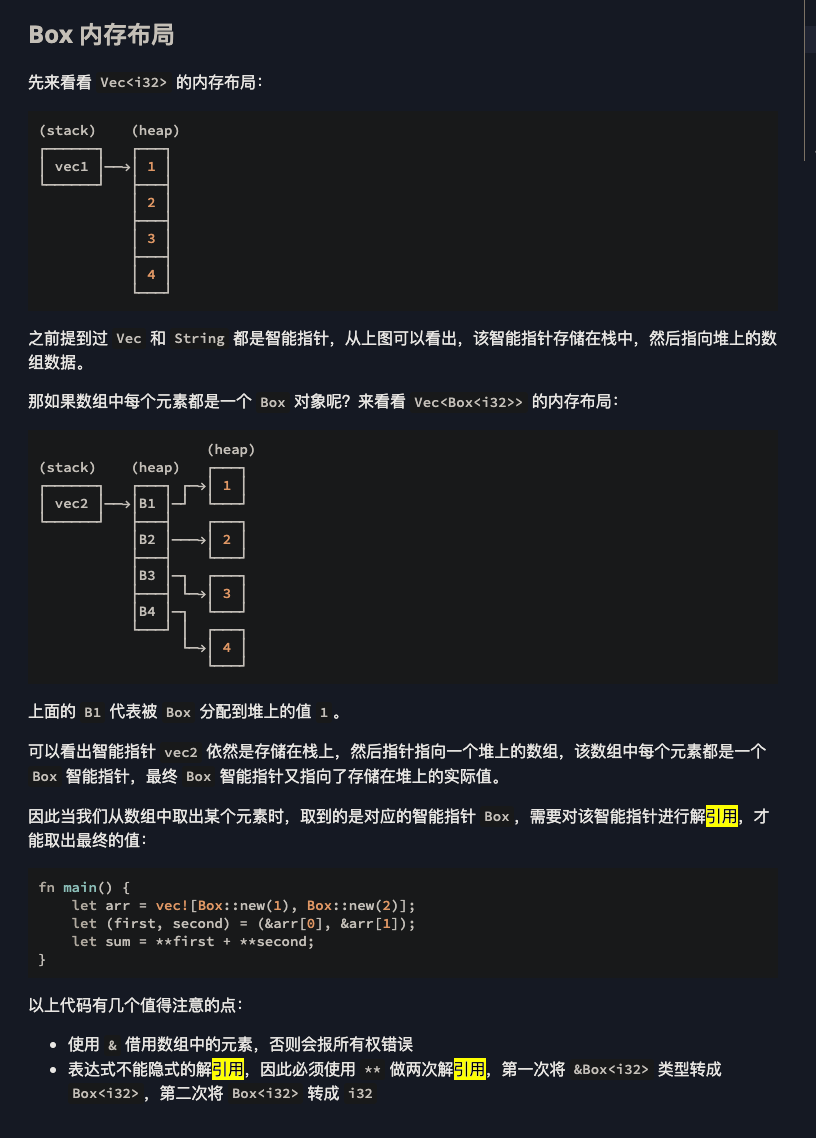 Box 内存布局
先来看看 Vec<i32> 的内存布局：
(stack) (heap)
vec1 1
2
3
4
之前提到过 Vec 和 String 都是智能指针，从上图可以看出，该智能指针存储在栈中，然后指向堆上的数
组数据。
那如果数组中每个元素都是一个 Box 对象呢？来看看 Vec<Box<i32>> 的内存布局：
(heap)
(stack) (heap)
1
vec2 B1
B2 2
B3
3
B4
4
上面的 B1 代表被 Box 分配到堆上的值 1 。
可以看出智能指针 vec2 依然是存储在栈上，然后指针指向一个堆上的数组，该数组中每个元素都是一个
Box 智能指针，最终 Box 智能指针又指向了存储在堆上的实际值。
因此当我们从数组中取出某个元素时，取到的是对应的智能指针 Box ，需要对该智能指针进行解引用，才
能取出最终的值：
fn main() {
    let arr = vec![Box::new(1), Box::new(2)];
    let (first, second) = (&arr[0], &arr[1]);
    let sum = **first + **second;
}
以上代码有几个值得注意的点：
• 使用 & 借用数组中的元素，否则会报所有权错误
• 表达式不能隐式的解引用，因此必须使用 ** 做两次解引用，第一次将 &Box<i32> 类型转成
Box<i32> ，第二次将 Box<i32> 转成 i32